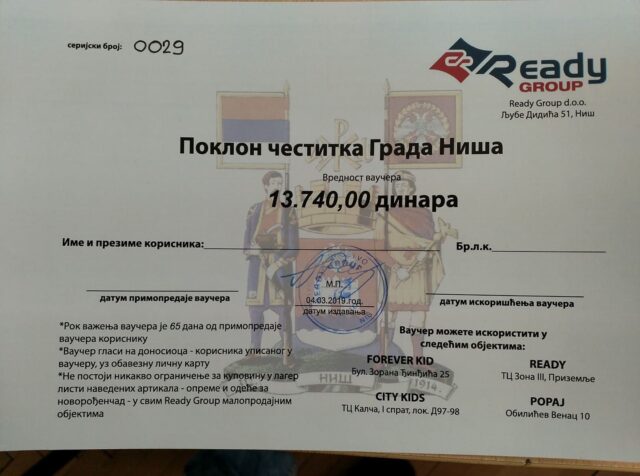 серијски број: 0029
Ready
GROUP
Ready Group d.o.o.
Љубе Дидића 51, Ниш
Поклон честитка Града Ниша
Вредност ваучера
13.740,00 динара
Име и презиме корисника:
Бр.л.к.
М.П.
04.03.2019.год.
датум издавања
датум примопредаје ваучера
датум искоришћења ваучера
*Рок важења ваучера је 65 дана од примопредаје
ваучера кориснику
*Ваучер гласи на доносиоца - корисника уписаног у
ваучеру, уз обавезну личну карту
*Не постоји никакво ограничење за куповину у лагер
листи наведених артикала - опреме и одеће за
новорођенчад - у свим Ready Group малопродајним
објектима
Ваучер можете искористити у
следећим објектима:
FOREVER KID
Бул. Зорана Ђинђића 25
READY
ТЦ Зона III, Приземље
CITY KIDS
ТЦ Калча, I спрат, лок. Д97-98
POPAJ
Обилићев Венац 10
НИШ
1914